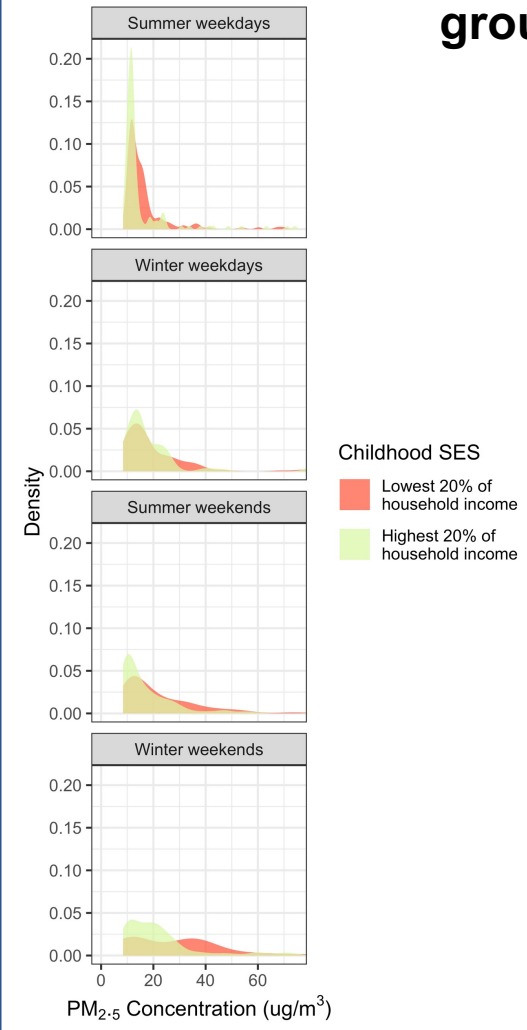 grou
Summer weekdays
0.20
0.15
0.10
0.05
0.00
Winter weekdays
0.20
0.15
0.10
0.05
0.00
Summer weekends
0.20
0.15
0.10
0.05
0.00
Winter weekends
0.20
0.15
0.10
0.05
0.00
0 20 40 60
PM₂.₅ Concentration (ug/m³)
Density
Childhood SES
Lowest 20% of
household income
Highest 20% of
household income